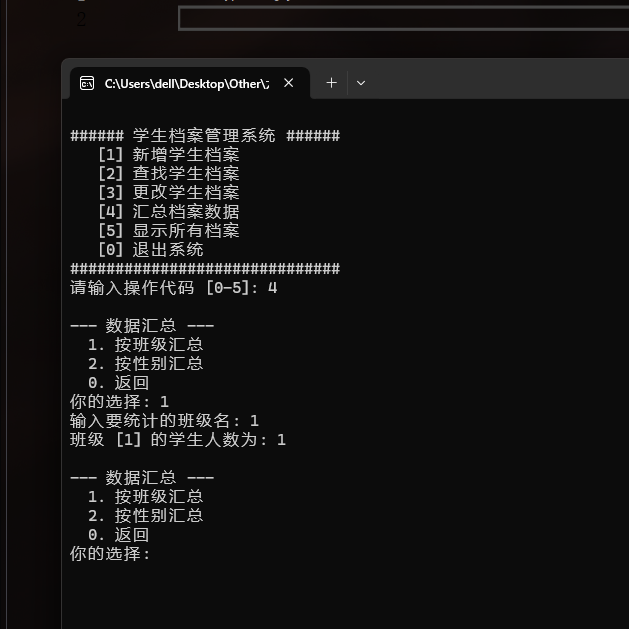 2
C:\Users\dell\Desktop\Other\
###### 学生档案管理系统 ######
[1] 新增学生档案
[2] 查找学生档案
[3] 更改学生档案
[4] 汇总档案数据
[5] 显示所有档案
[0] 退出系统
##############################
请输入操作代码 [0-5]: 4
--- 数据汇总 ---
1. 按班级汇总
2. 按性别汇总
0. 返回
你的选择: 1
输入要统计的班级名: 1
班级 [1] 的学生人数为: 1
--- 数据汇总 ---
1. 按班级汇总
2. 按性别汇总
0. 返回
你的选择: